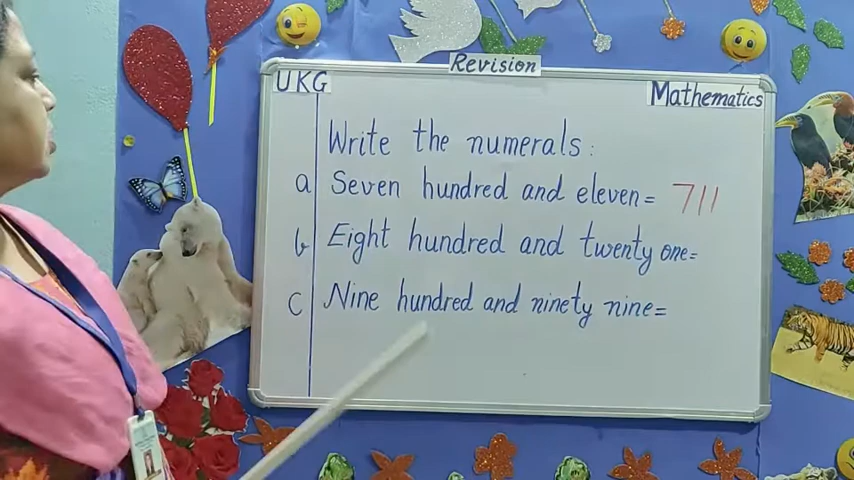 Revision
UKG
Mathematics
Write the numerals:
a Seven hundred and eleven= 711
b Eight hundred and twenty one=
c Nine hundred and ninety nine=